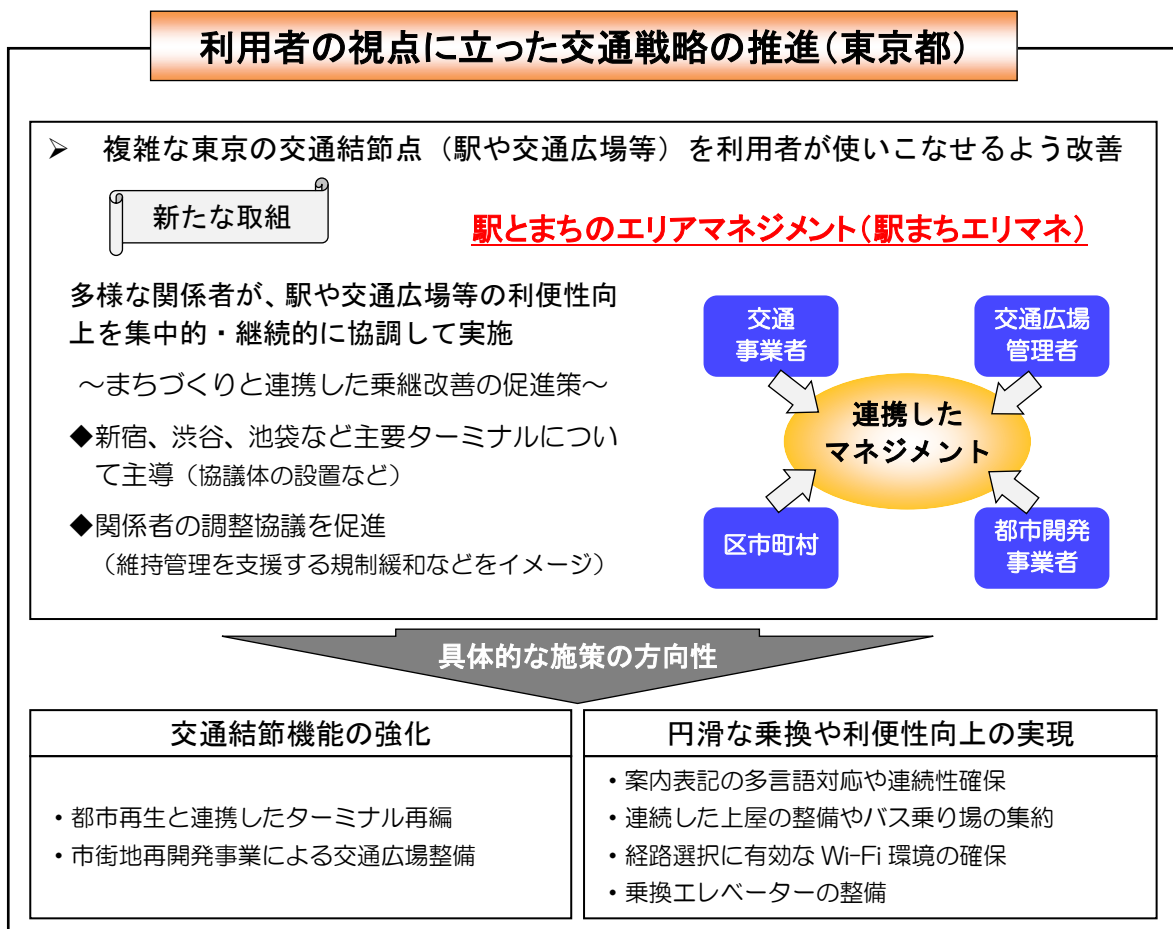 利用者の視点に立った交通戦略の推進(東京都)
➢ 複雑な東京の交通結節点（駅や交通広場等）を利用者が使いこなせるよう改善
新たな取組
駅とまちのエリアマネジメント(駅まちエリマネ)
多様な関係者が、駅や交通広場等の利便性向
上を集中的・継続的に協調して実施
～まちづくりと連携した乗継改善の促進策～
◆新宿、渋谷、池袋など主要ターミナルについ
て主導（協議体の設置など）
◆関係者の調整協議を促進
（維持管理を支援する規制緩和などをイメージ）
交通
事業者
交通広場
管理者
連携した
マネジメント
区市町村
都市開発
事業者
具体的な施策の方向性
交通結節機能の強化
・都市再生と連携したターミナル再編
・市街地再開発事業による交通広場整備
円滑な乗換や利便性向上の実現
・案内表記の多言語対応や連続性確保
・連続した上屋の整備やバス乗り場の集約
・経路選択に有効な Wi-Fi 環境の確保
・乗換エレベーターの整備